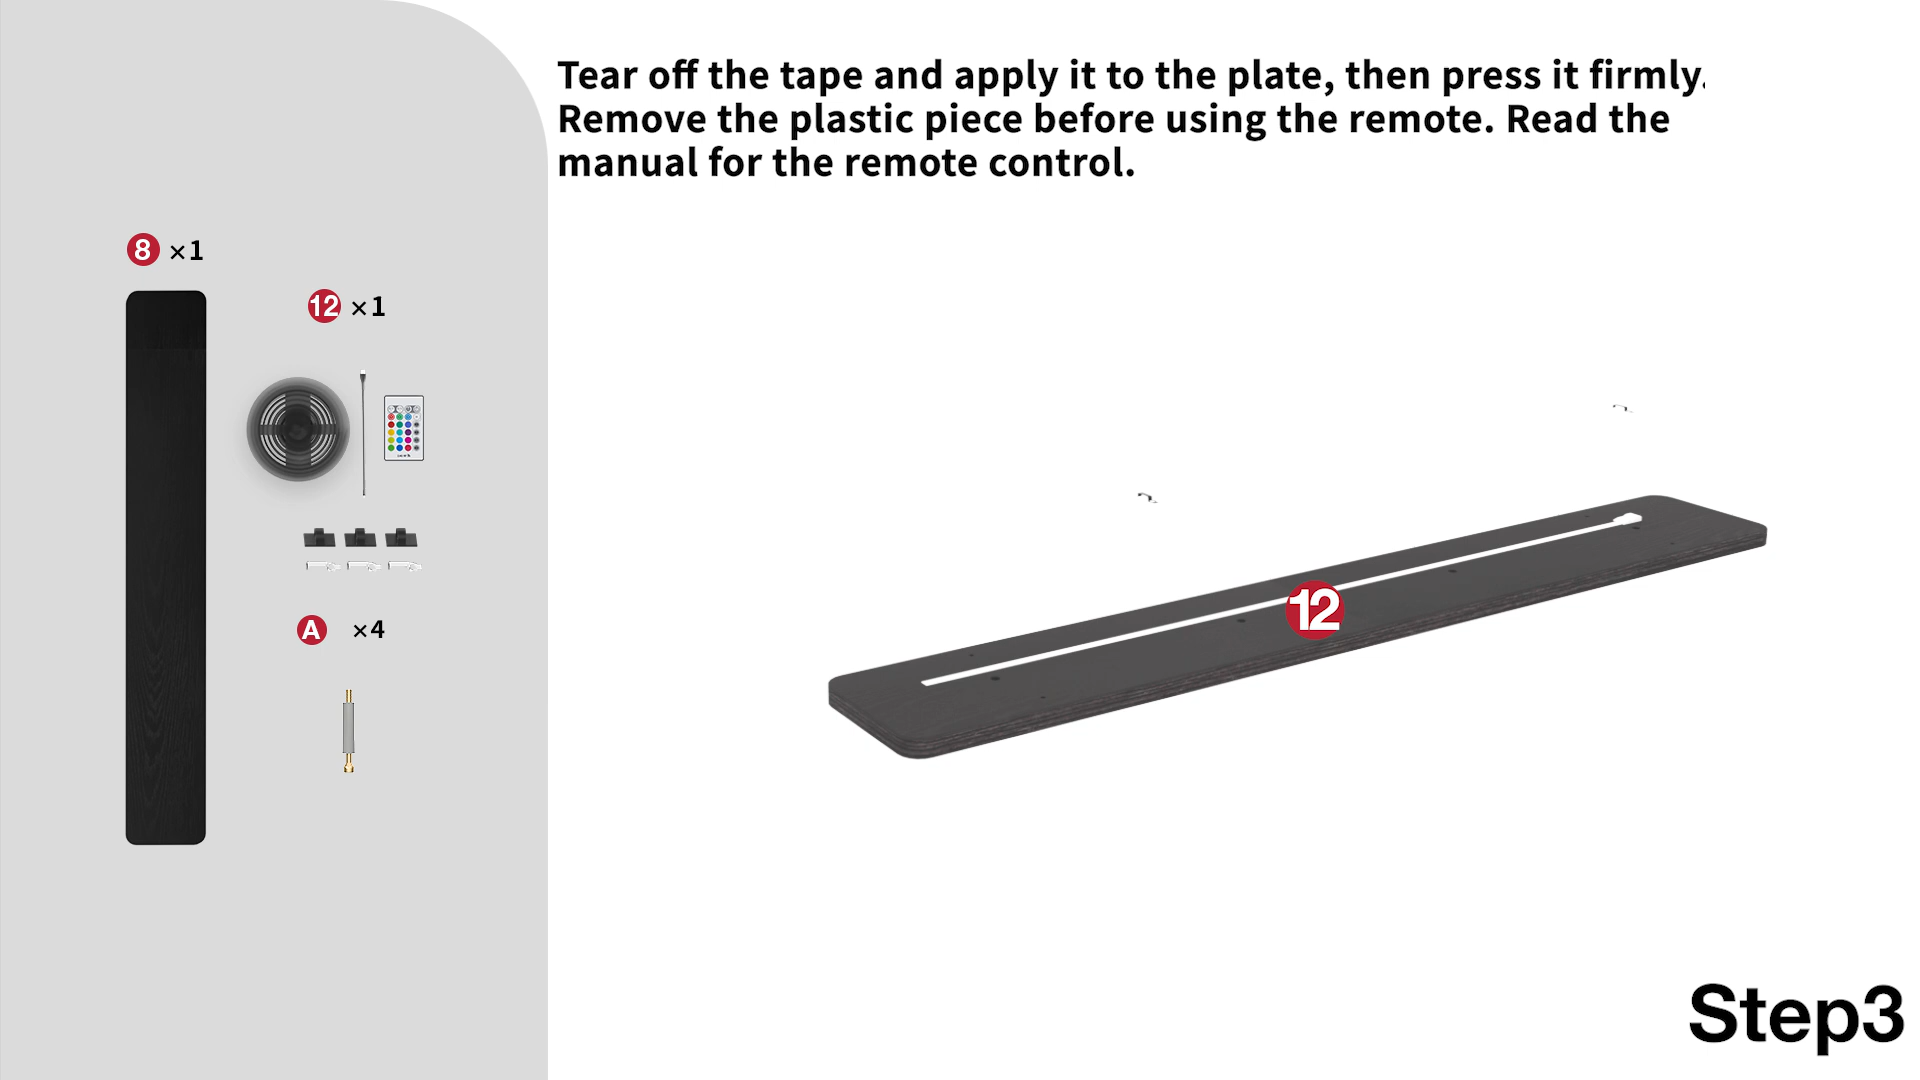 Tear off the tape and apply it to the plate, then press it firmly.
Remove the plastic piece before using the remote. Read the
manual for the remote control.
8 ×1
12 ×1
A ×4
12
Step3